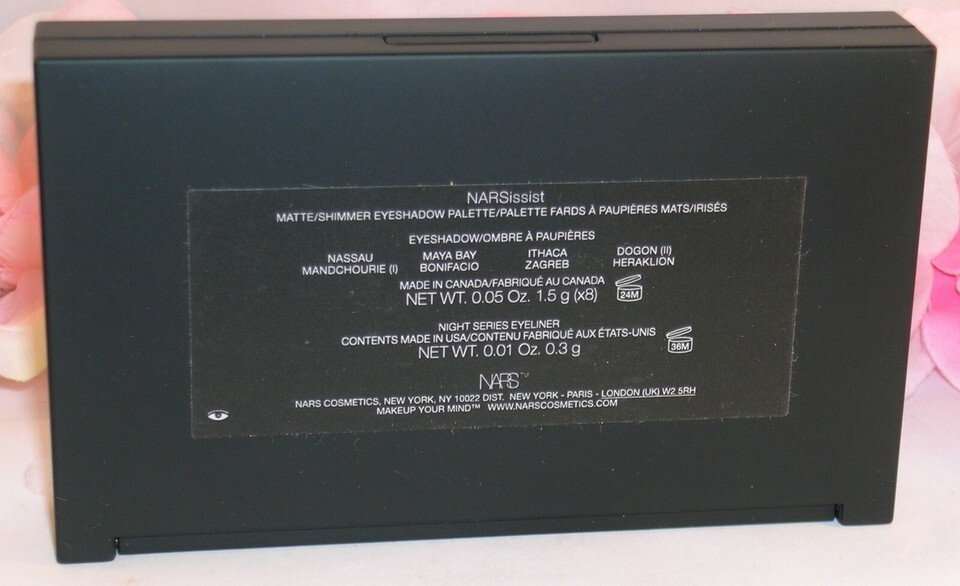 NARSissist
MATTE/SHIMMER EYESHADOW PALETTE/PALETTE FARDS À PAUPIÈRES MATS/IRISÉS
EYESHADOW/OMBRE À PAUPIÈRES
NASSAU MAYA BAY ITHACA DOGON (II)
MANDCHOURIE (I) BONIFACIO ZAGREB HERAKLION
MADE IN CANADA/FABRIQUÉ AU CANADA
NET WT. 0.05 Oz. 1.5 g (x8) 24M
NIGHT SERIES EYELINER
CONTENTS MADE IN USA/CONTENU FABRIQUÉ AUX ÉTATS-UNIS
NET WT. 0.01 Oz. 0.3 g 36M
NARS™
NARS COSMETICS, NEW YORK, NY 10022 DIST. NEW YORK - PARIS - LONDON (UK) W2 5RH
MAKEUP YOUR MIND™ WWW.NARSCOSMETICS.COM